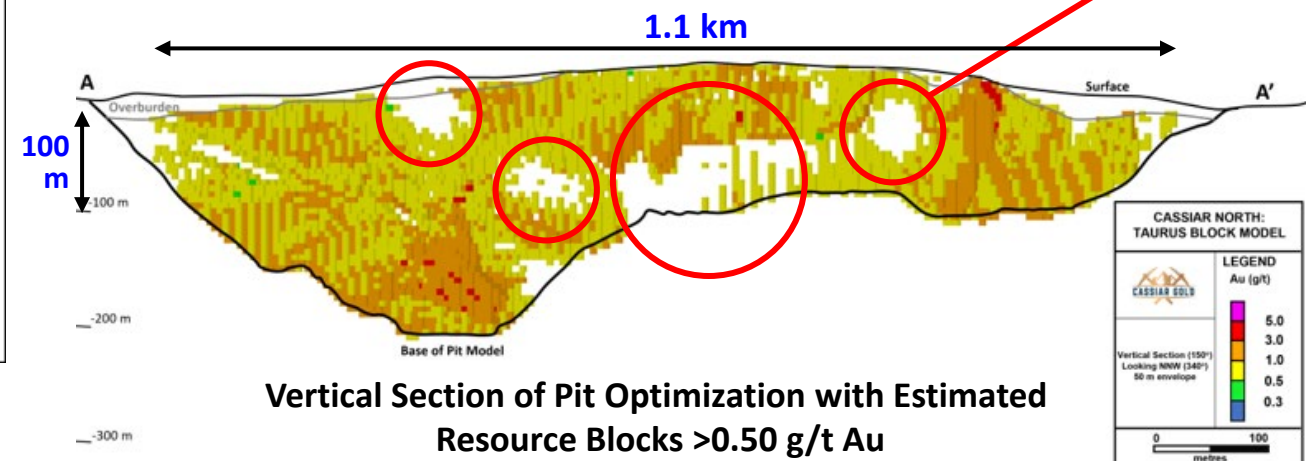 1.1 km
A
Overburden
Surface
A'
100
m
-100 m
-200 m
Base of Pit Model
-300 m
Vertical Section of Pit Optimization with Estimated
Resource Blocks >0.50 g/t Au
CASSIAR NORTH:
TAURUS BLOCK MODEL
CASSIAR GOLD
LEGEND
Au (g/t)
5.0
3.0
1.0
0.5
0.3
Vertical Section (150°)
Looking NNW (340°)
50 m envelope
0 100
metres